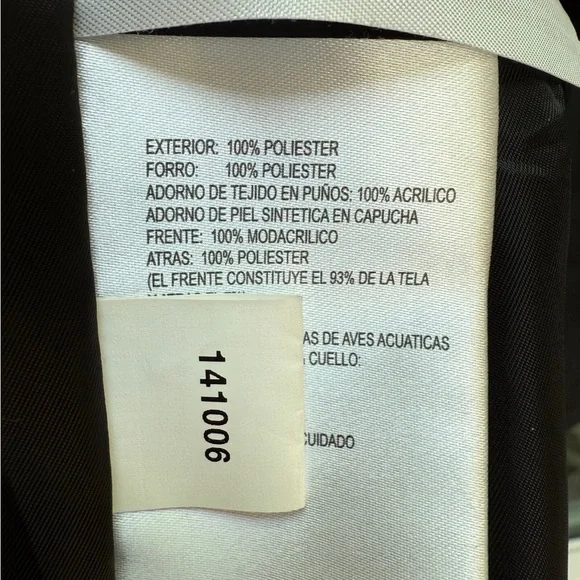 EXTERIOR: 100% POLIESTER
FORRO: 100% POLIESTER
ADORNO DE TEJIDO EN PUÑOS: 100% ACRILICO
ADORNO DE PIEL SINTETICA EN CAPUCHA
FRENTE: 100% MODACRILICO
ATRAS: 100% POLIESTER
(EL FRENTE CONSTITUYE EL 93% DE LA TELA
AS DE AVES ACUATICAS
CUELLO:
CUIDADO
141006